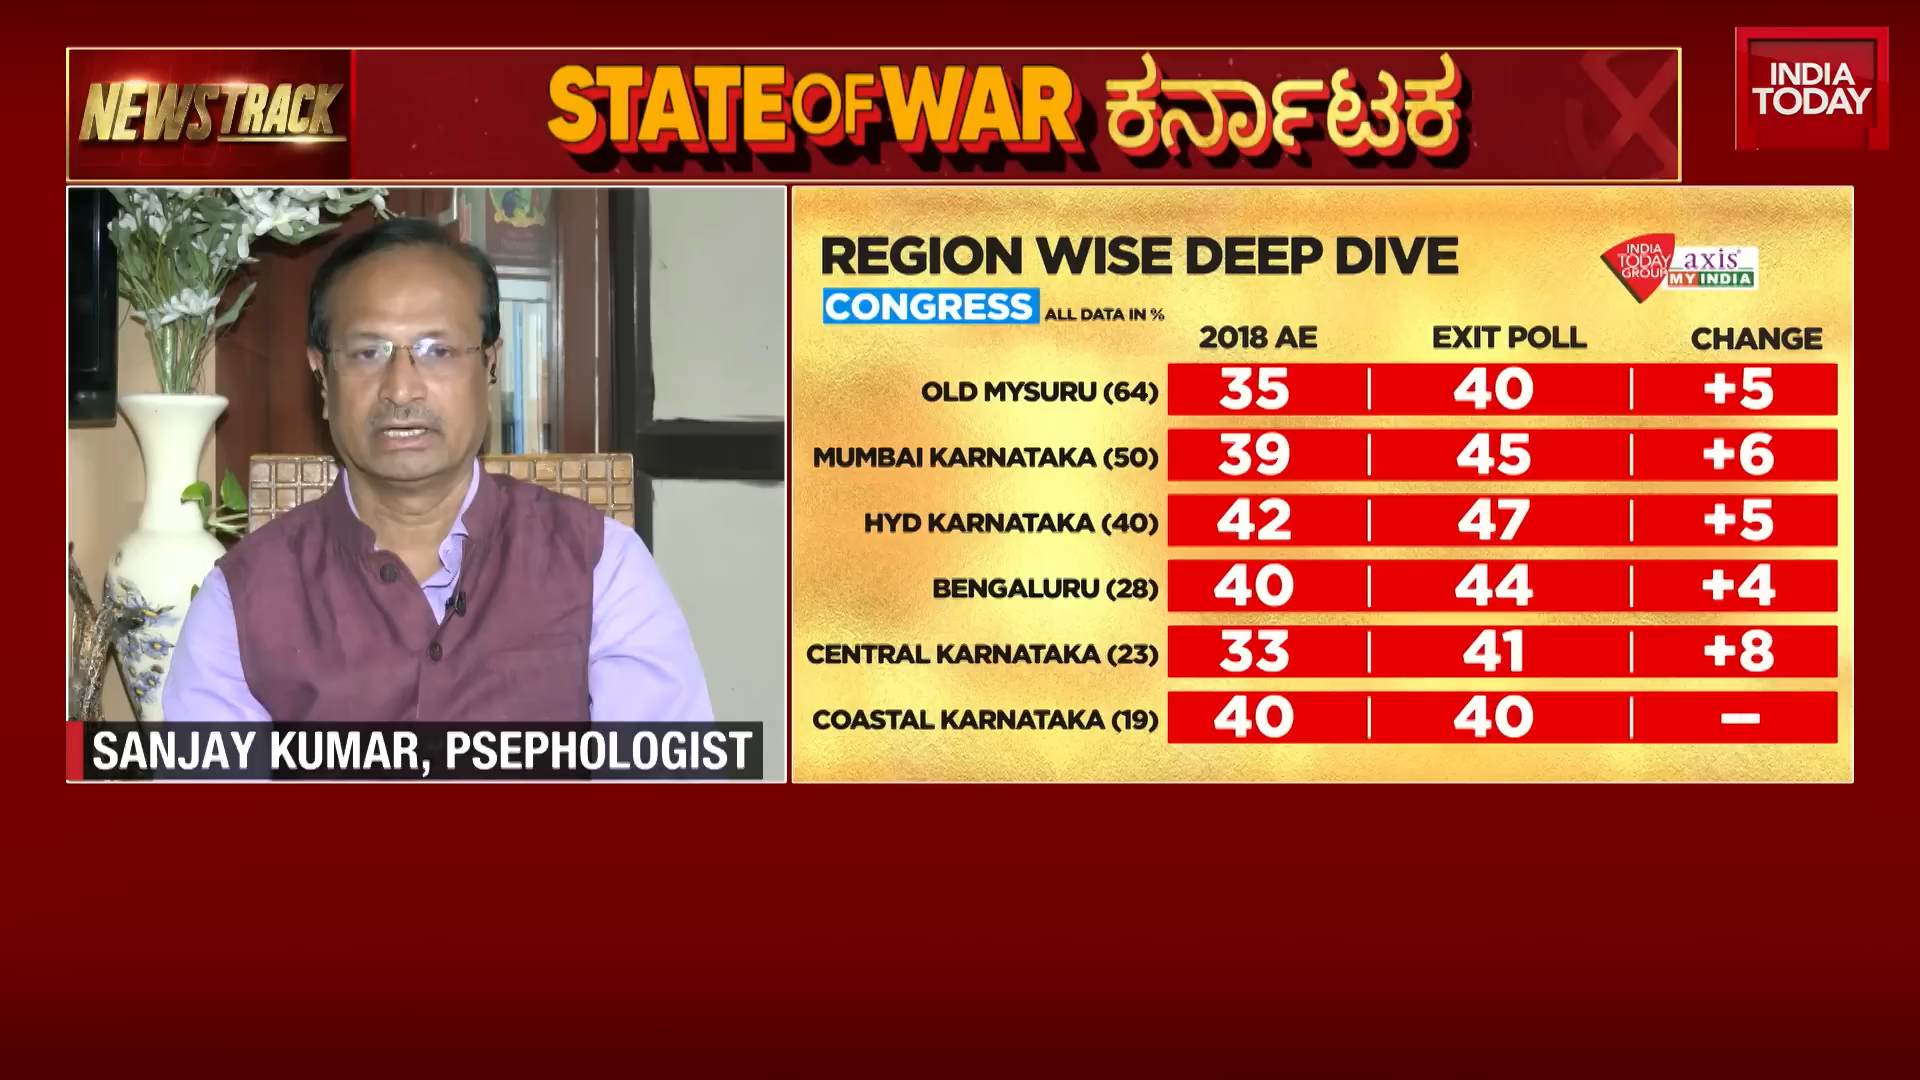 NEWSTRACK
STATE OF WAR ಕರ್ನಾಟಕ
INDIA
TODAY
REGION WISE DEEP DIVE
INDIA
TODAY
GROUP
axis
MY INDIA
CONGRESS ALL DATA IN %
2018 AE EXIT POLL CHANGE
OLD MYSURU (64) 35 40 +5
MUMBAI KARNATAKA (50) 39 45 +6
HYD KARNATAKA (40) 42 47 +5
BENGALURU (28) 40 44 +4
CENTRAL KARNATAKA (23) 33 41 +8
COASTAL KARNATAKA (19) 40 40 –
SANJAY KUMAR, PSEPHOLOGIST